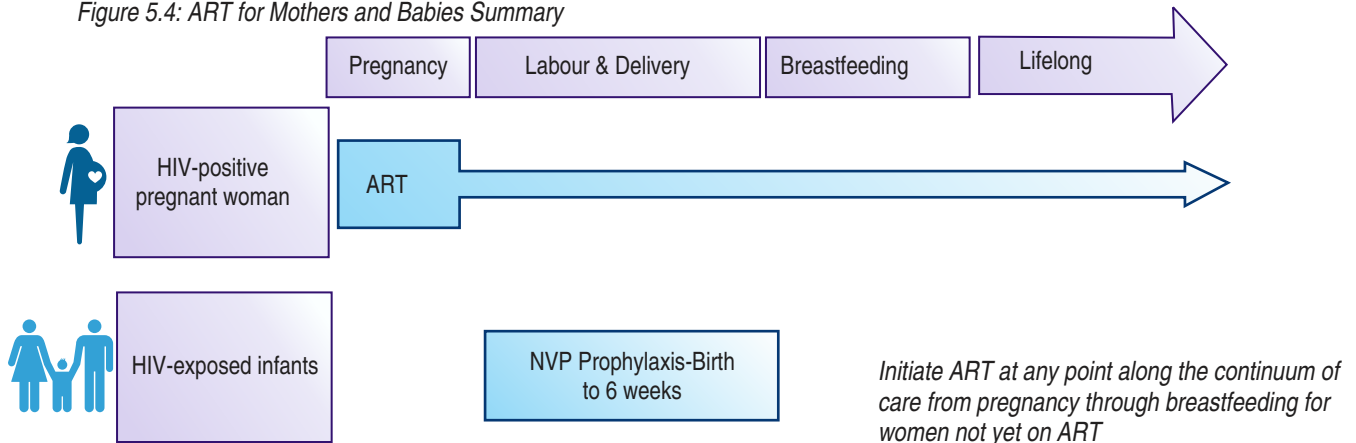 Figure 5.4: ART for Mothers and Babies Summary
Pregnancy
Labour & Delivery
Breastfeeding
Lifelong
HIV-positive
pregnant woman
ART
HIV-exposed infants
NVP Prophylaxis-Birth
to 6 weeks
Initiate ART at any point along the continuum of
care from pregnancy through breastfeeding for
women not yet on ART